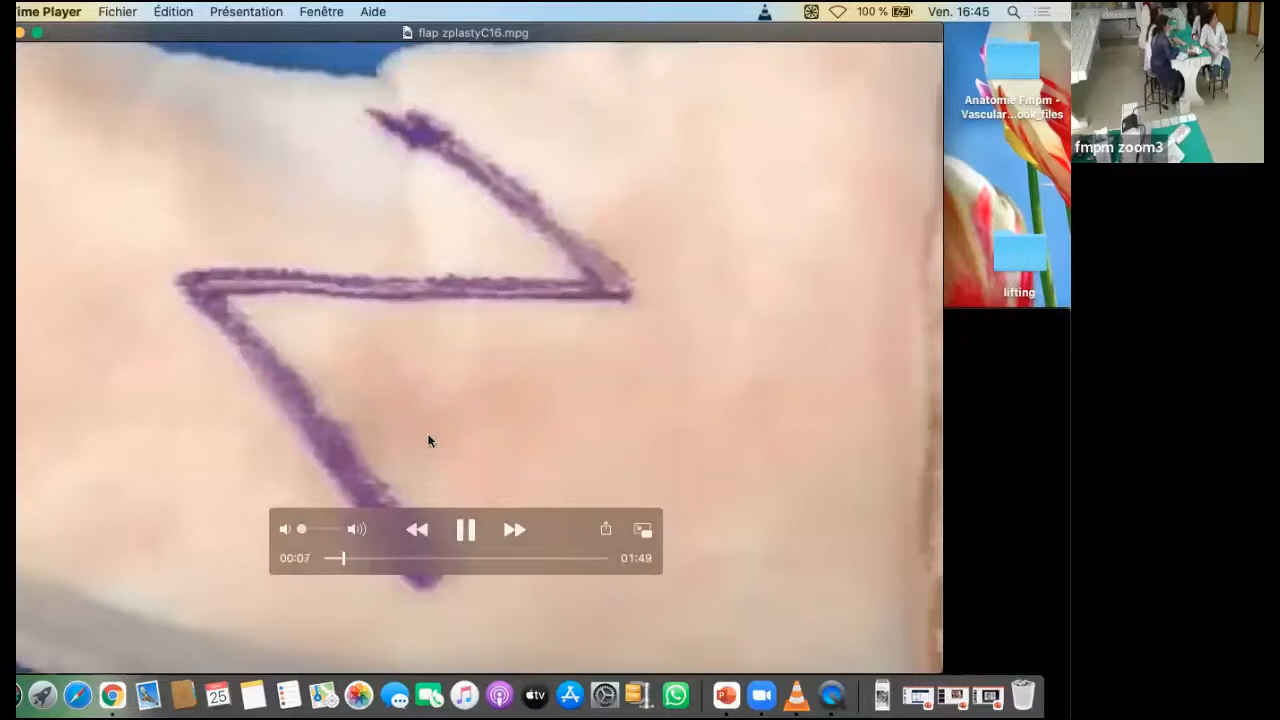 ime Player Fichier Édition Présentation Fenêtre Aide 100 % Ven. 16:45
flap zplastyC16.mpg
Anatomie Fmpm -
Vascular...ook_files
fmpm zoom3
lifting
00:07 01:49
25
tv